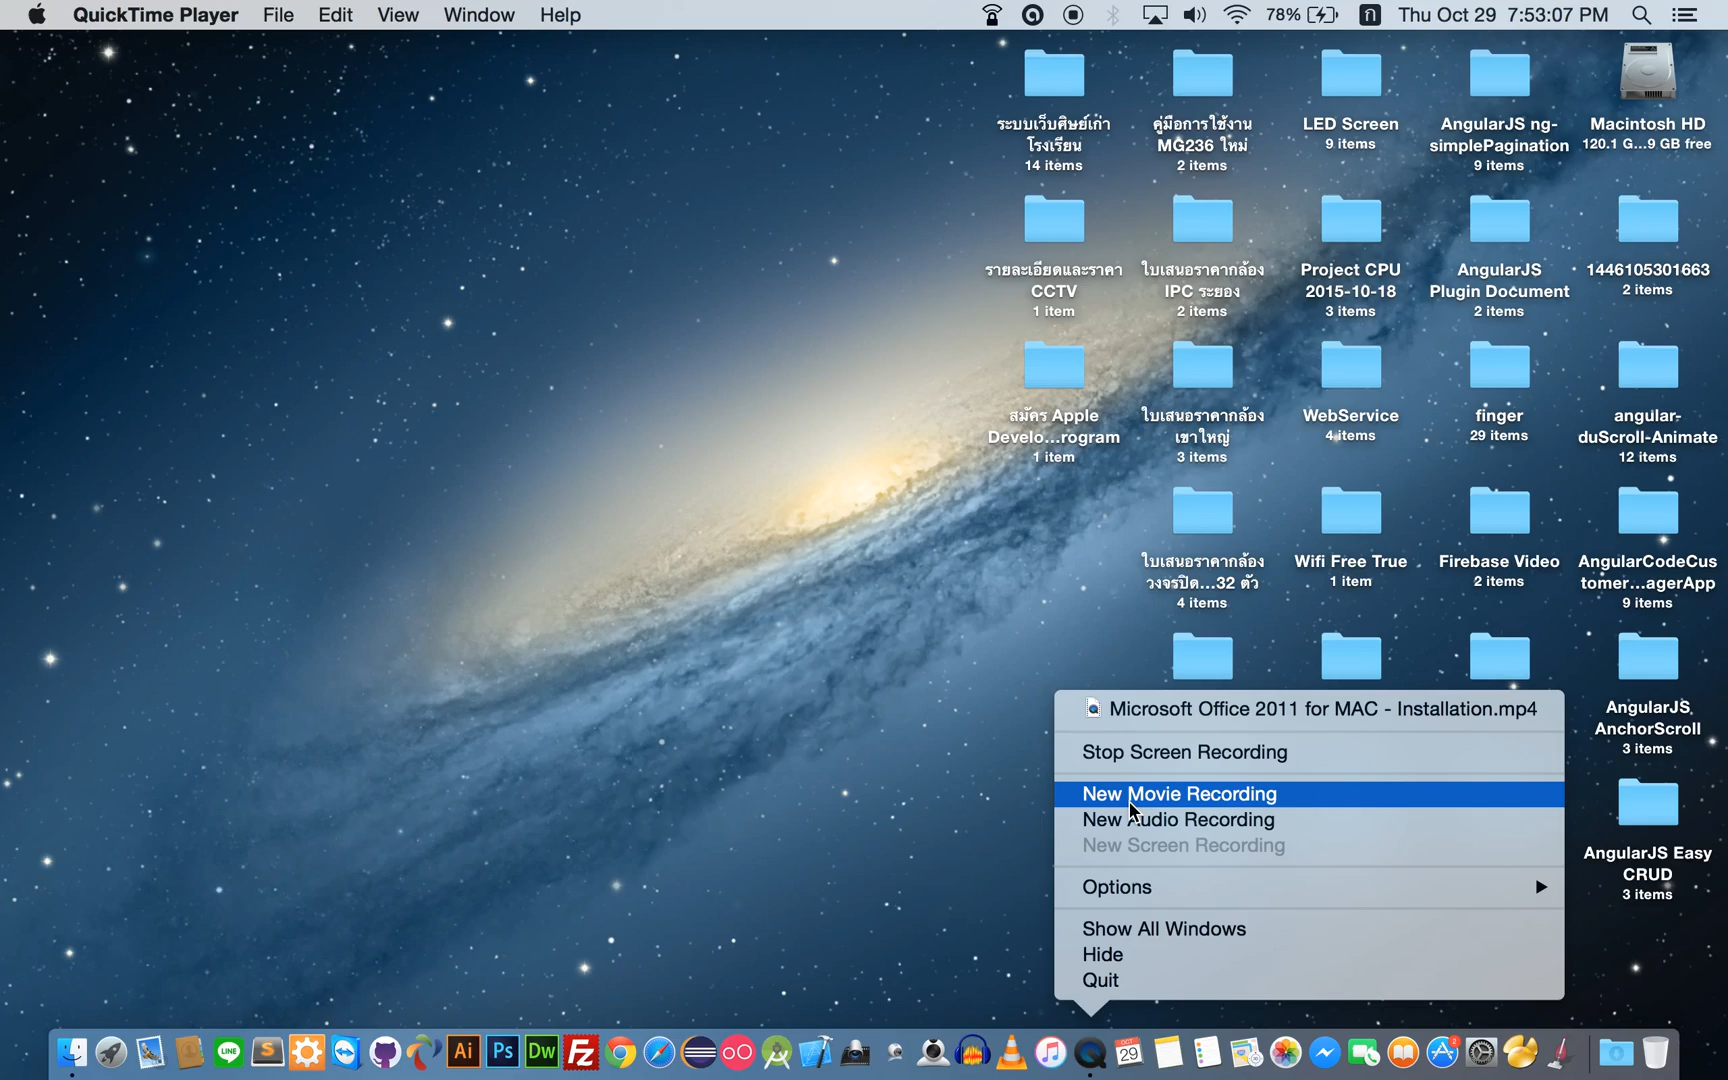 QuickTime Player File Edit View Window Help 78% ก Thu Oct 29 7:53:07 PM
ระบบเว็บศิษย์เก่า
โรงเรียน
14 items
คู่มือการใช้งาน
MG236 ใหม่
2 items
LED Screen
9 items
AngularJS ng-
simplePagination
9 items
Macintosh HD
120.1 G...9 GB free
รายละเอียดและราคา
CCTV
1 item
ใบเสนอราคากล้อง
IPC ระยอง
2 items
Project CPU
2015-10-18
3 items
AngularJS
Plugin Document
2 items
1446105301663
2 items
สมัคร Apple
Develo...rogram
1 item
ใบเสนอราคากล้อง
เขาใหญ่
3 items
WebService
4 items
finger
29 items
angular-
duScroll-Animate
12 items
ใบเสนอราคากล้อง
วงจรปิด...32 ตัว
4 items
Wifi Free True
1 item
Firebase Video
2 items
AngularCodeCus
tomer...agerApp
9 items
AngularJS
AnchorScroll
3 items
AngularJS Easy
CRUD
3 items
Microsoft Office 2011 for MAC - Installation.mp4
Stop Screen Recording
New Movie Recording
New Audio Recording
New Screen Recording
Options
Show All Windows
Hide
Quit
LINE
S
Ai
Ps
Dw
Fz
OCT
29